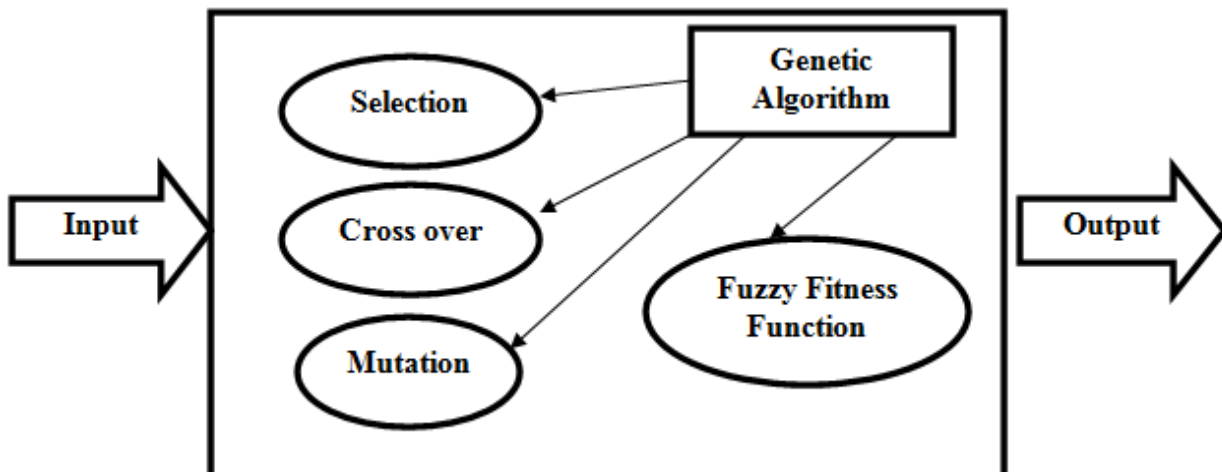 Genetic
Algorithm
Selection
Input
Cross over
Output
Fuzzy Fitness
Function
Mutation